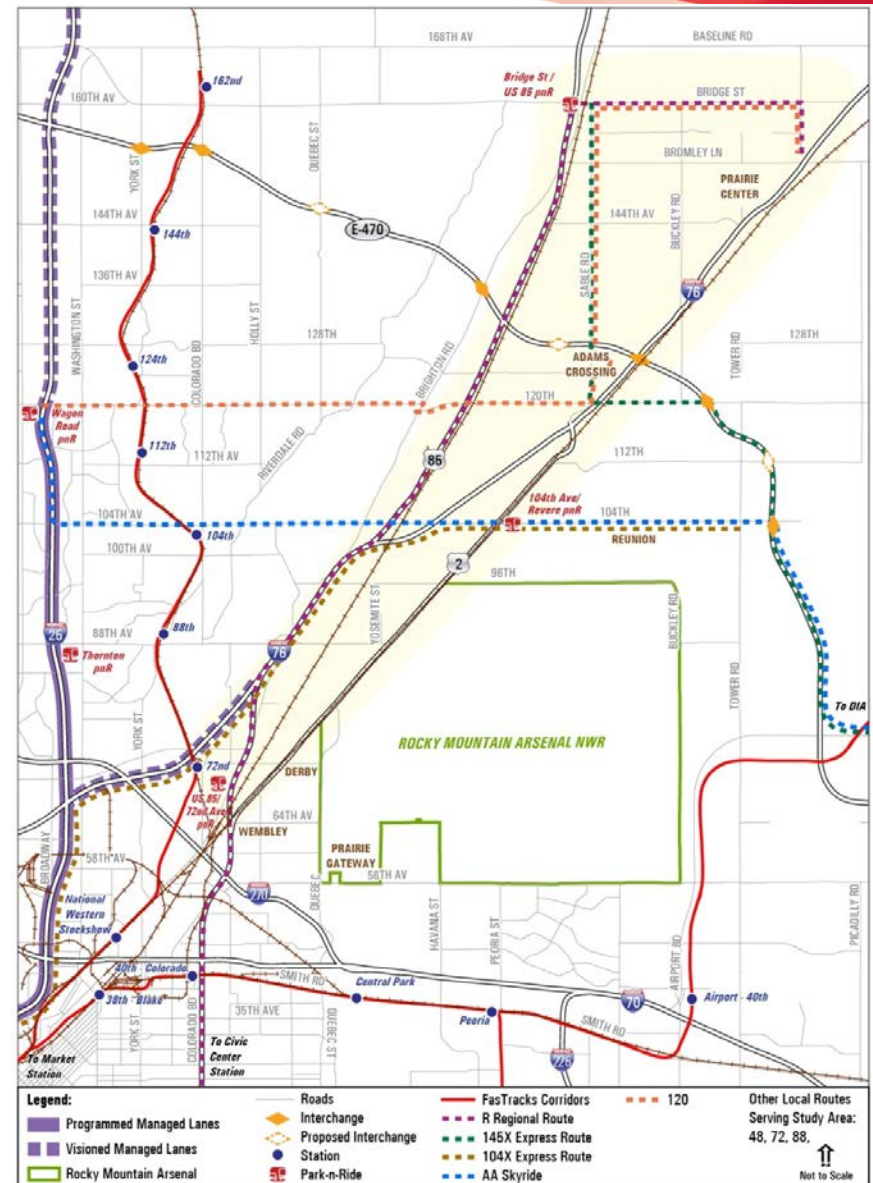 168TH AV
BASELINE RD
162nd
Bridge St /
US 85 pnR
BRIDGE ST
160TH AV
QUEBEC ST
BROMLEY LN
YORK ST
PRAIRIE
CENTER
144TH AV
144TH AV
BUCKLEY RD
E-470
144th
SABLE RD
136TH AV
76
WASHINGTON ST
HOLLY ST
128TH
128TH
BRIGHTON RD
ADAMS
CROSSING
TOWER RD
124th
COLORADO BD
120TH
Wagon
Road
pnR
RIVERDALE RD
112th
112TH AV
85
112TH
104th Ave/
Revere pnR
104TH AV
104TH
104th
REUNION
100TH AV
2
96TH
YOSEMITE ST
BUCKLEY RD
25
88TH AV
88th
76
Thornton
pnR
TOWER RD
YORK ST
To DIA
ROCKY MOUNTAIN ARSENAL NWR
72nd
DERBY
US 85/
72nd Ave
pnR
64TH AV
WEMBLEY
BROADWAY
58TH AV
PRAIRIE
GATEWAY
56TH AV
QUEBEC
270
National
Western
Stockshow
HAVANA ST
PEORIA ST
AIRPORT BD
PICADILLY RD
40th - Colorado
SMITH RD
Central Park
38th - Blake
70
Airport - 40th
35TH AVE
Peoria
SMITH RD
YORK ST
COLORADO BD
QUEBEC ST
225
To Market
Station
To Civic
Center
Station
Legend:
Programmed Managed Lanes
Visioned Managed Lanes
Rocky Mountain Arsenal
Roads
Interchange
Proposed Interchange
Station
Park-n-Ride
FasTracks Corridors
R Regional Route
145X Express Route
104X Express Route
AA Skyride
120
Other Local Routes
Serving Study Area:
48, 72, 88,
Not to Scale